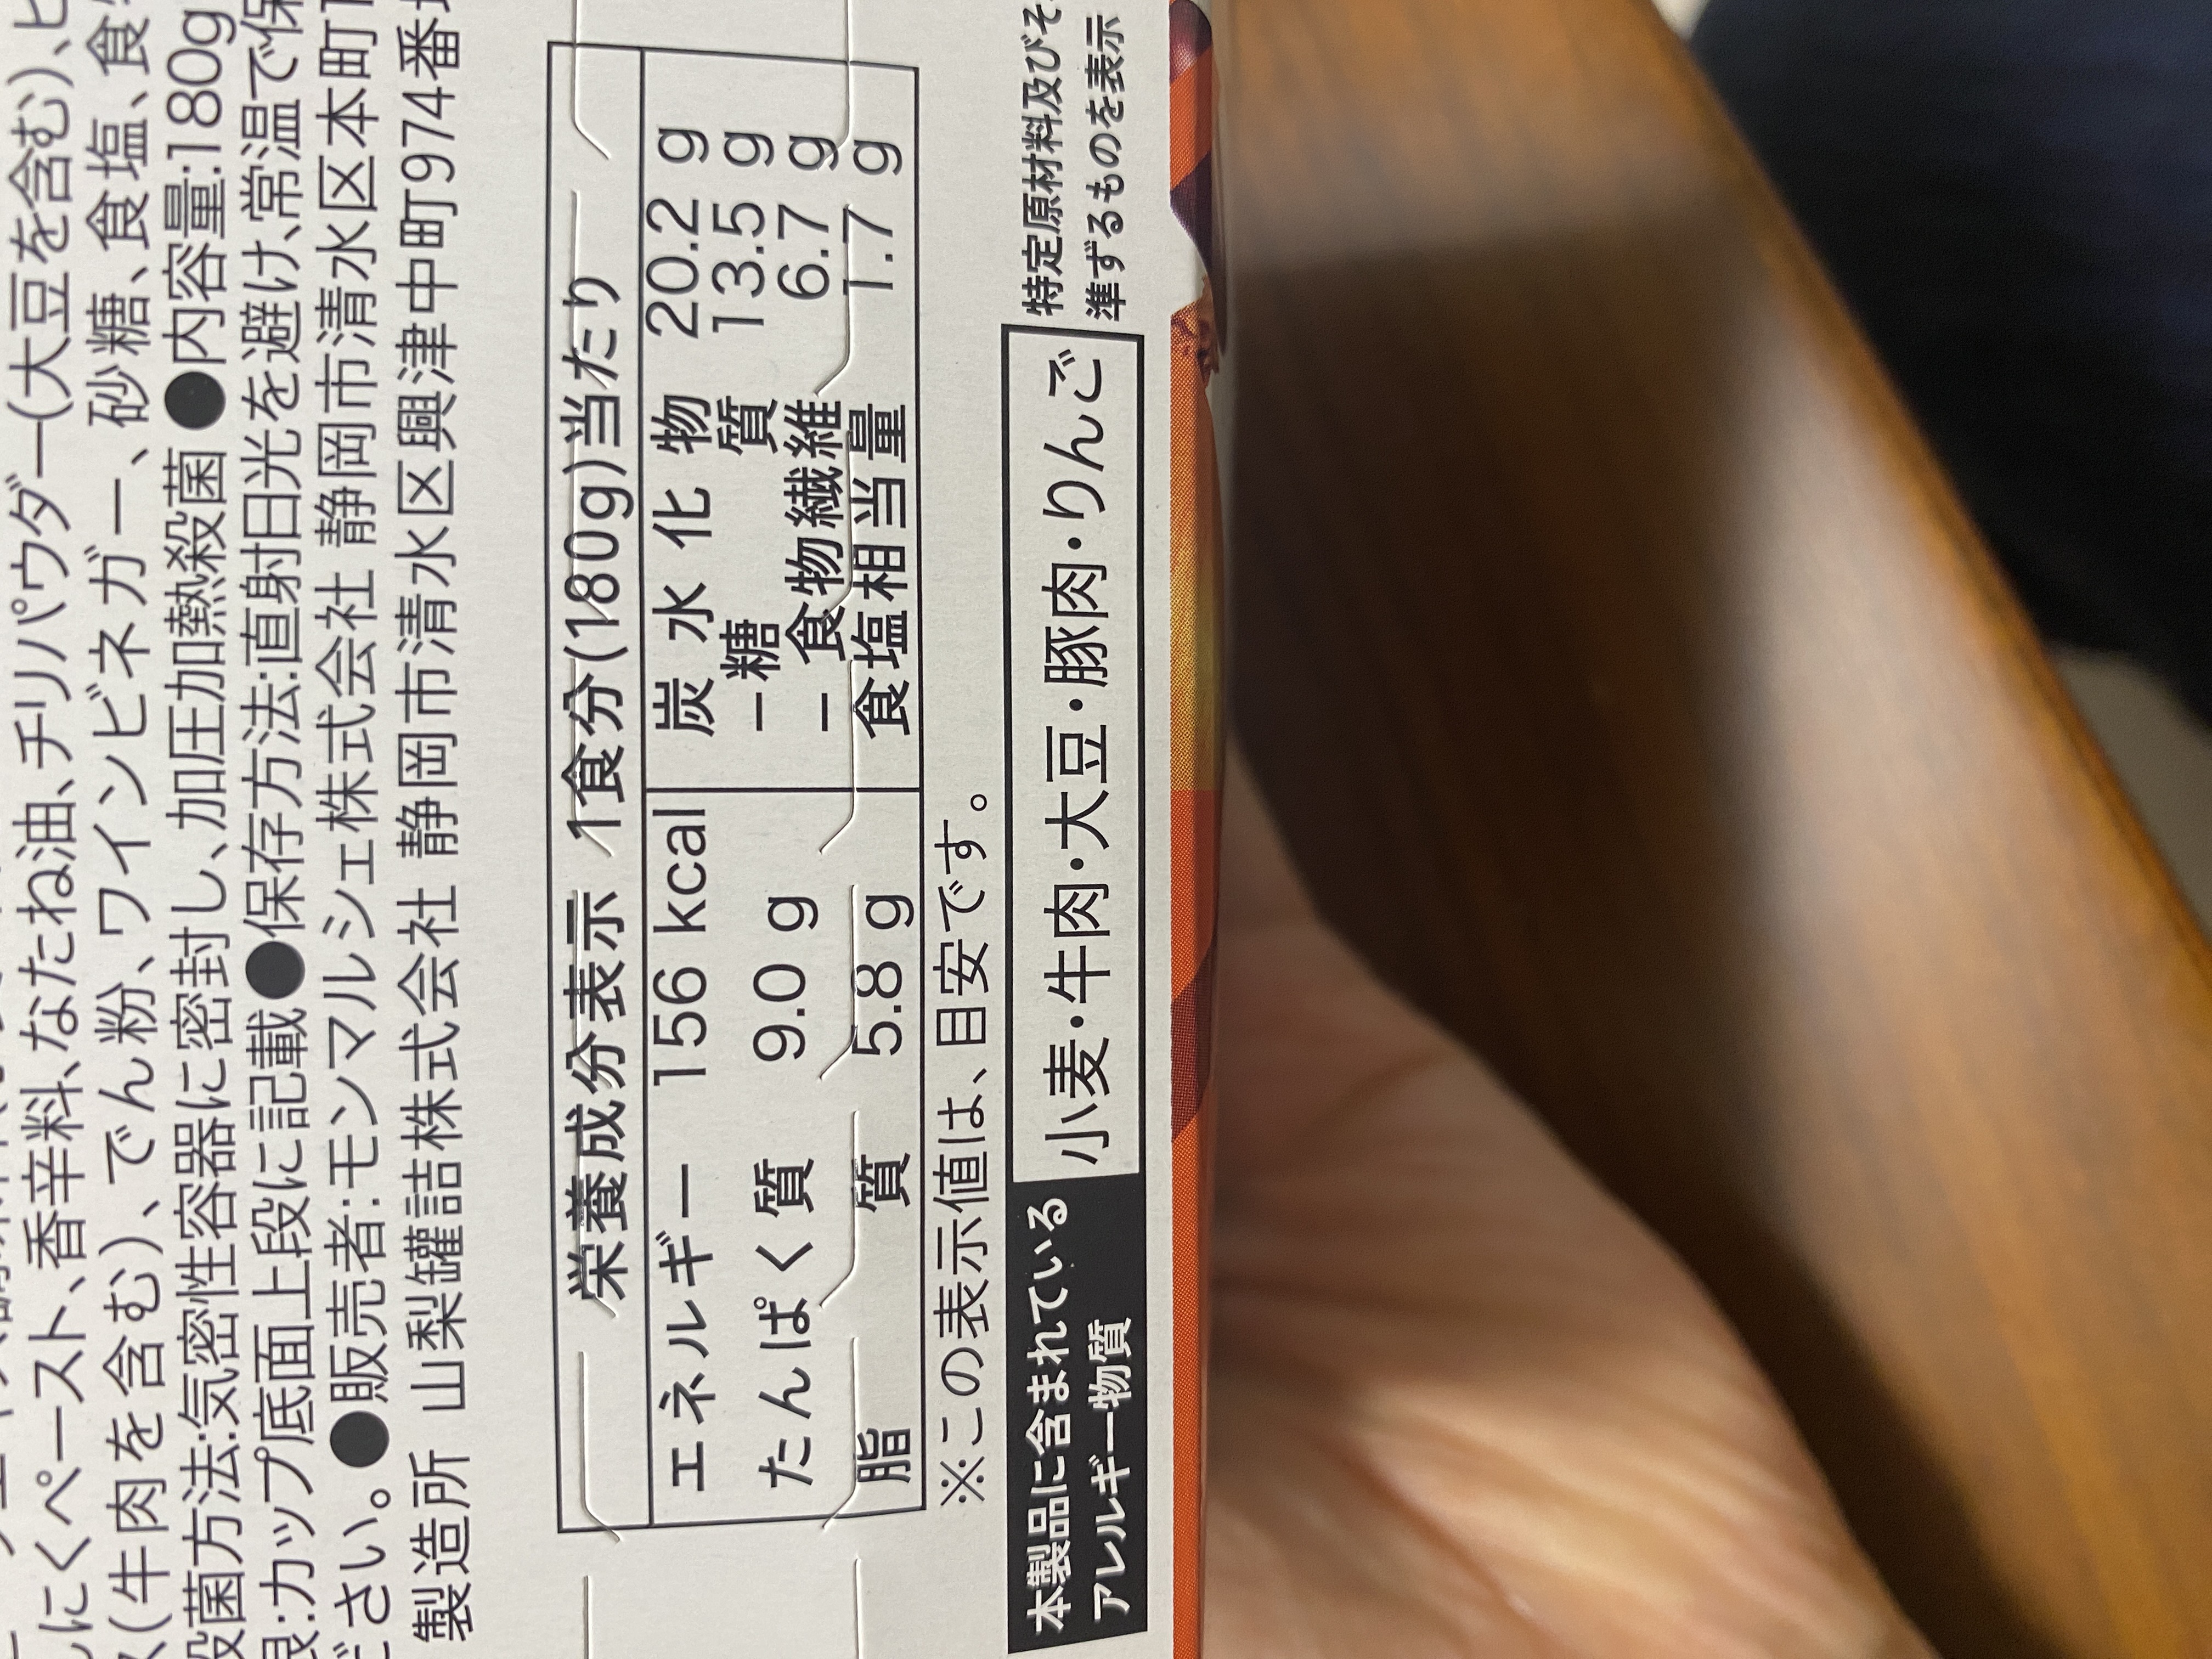 にくペースト、香辛料、なたね油、チリパウダー(大豆を含む)、
(牛肉を含む)、でん粉、ワインビネガー、砂糖、食塩、食
殺菌方法:気密性容器に密封し、加圧加熱殺菌 ●内容量:180g
限:カップ底面上段に記載 ●保存方法:直射日光を避け、常温で保
ださい。 ●販売者:モンマルシェ株式会社 静岡市清水区本町
製造所 山梨罐詰株式会社 静岡市清水区興津中町974番
栄養成分表示 1食分(180g)当たり
エネルギー 156 kcal 炭水化物 20.2 g
たんぱく質 9.0 g −糖質 13.5 g
−食物繊維 6.7 g
脂質 5.8 g 食塩相当量 1.7 g
※この表示値は、目安です。
本製品に含まれている
アレルギー物質
小麦・牛肉・大豆・豚肉・りんご
特定原材料及びそ
準ずるものを表示